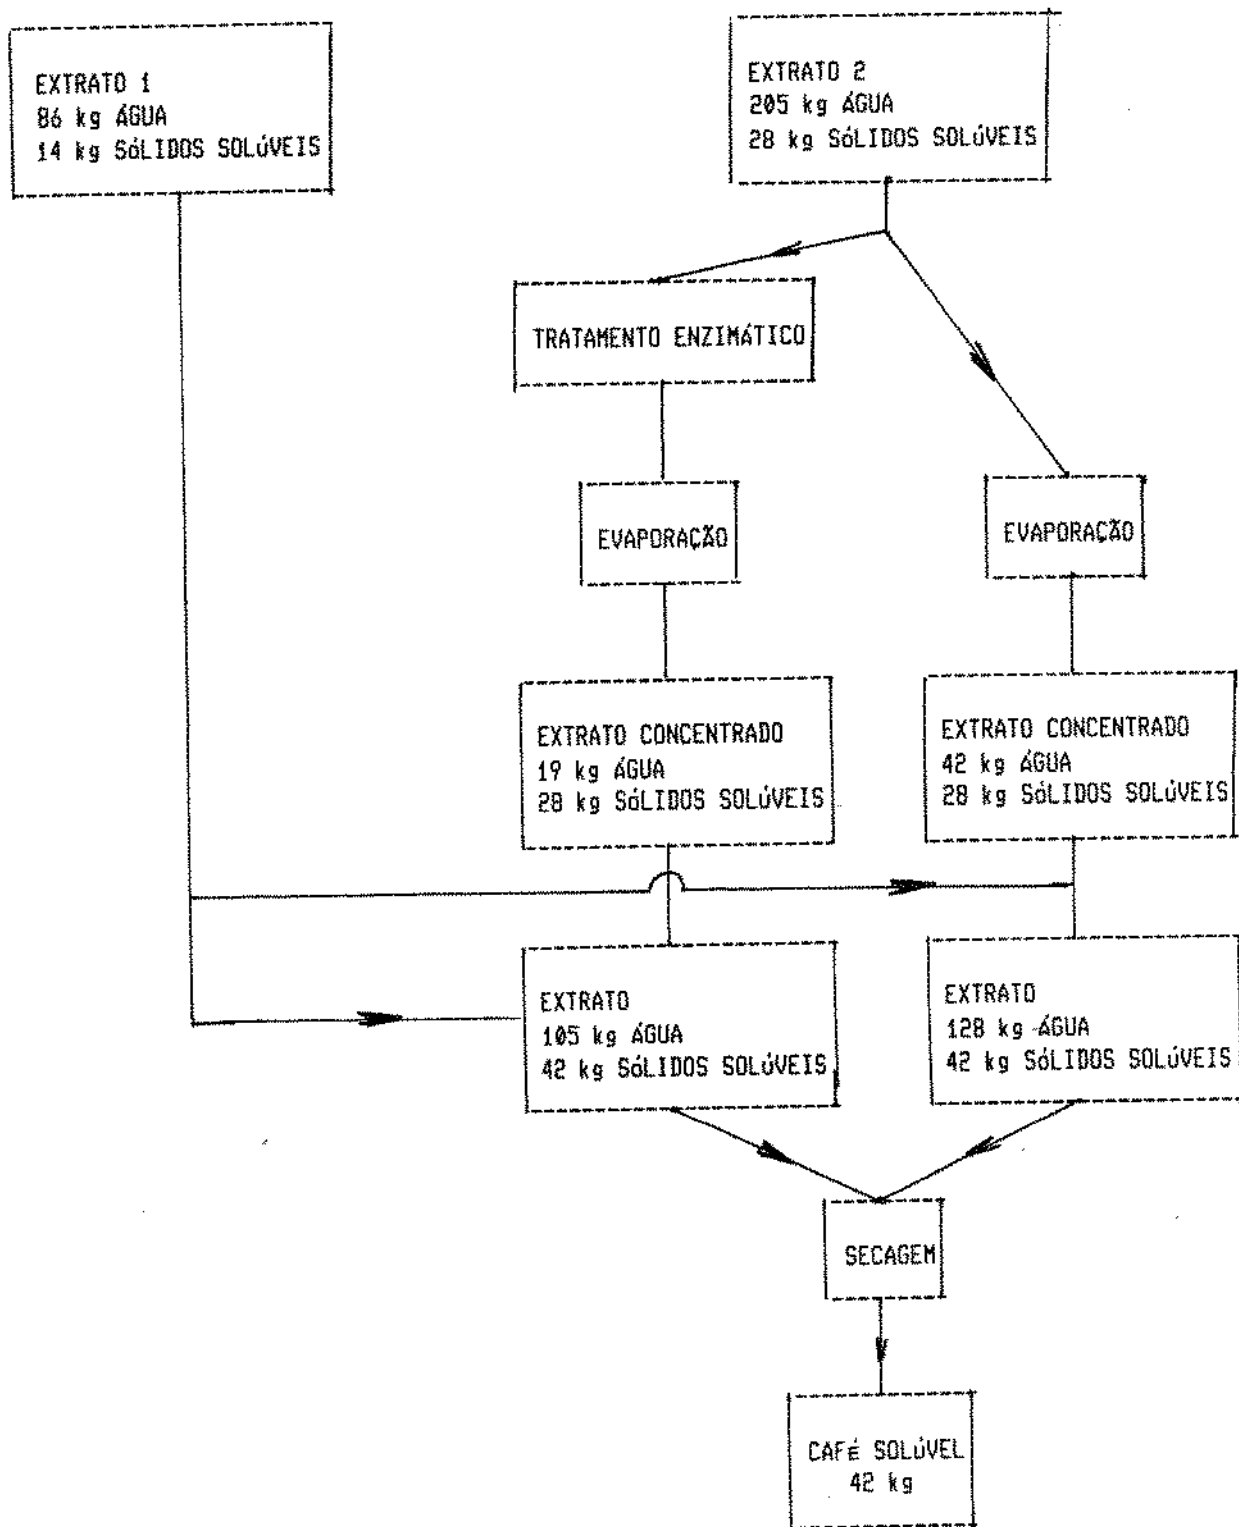 EXTRATO 1
86 kg ÁGUA
14 kg SÓLIDOS SOLÚVEIS
EXTRATO 2
205 kg ÁGUA
28 kg SÓLIDOS SOLÚVEIS
TRATAMENTO ENZIMÁTICO
EVAPORAÇÃO
EVAPORAÇÃO
EXTRATO CONCENTRADO
19 kg ÁGUA
28 kg SÓLIDOS SOLÚVEIS
EXTRATO CONCENTRADO
42 kg ÁGUA
28 kg SÓLIDOS SOLÚVEIS
EXTRATO
105 kg ÁGUA
42 kg SÓLIDOS SOLÚVEIS
EXTRATO
128 kg ÁGUA
42 kg SÓLIDOS SOLÚVEIS
SECAGEM
CAFÉ SOLÚVEL
42 kg